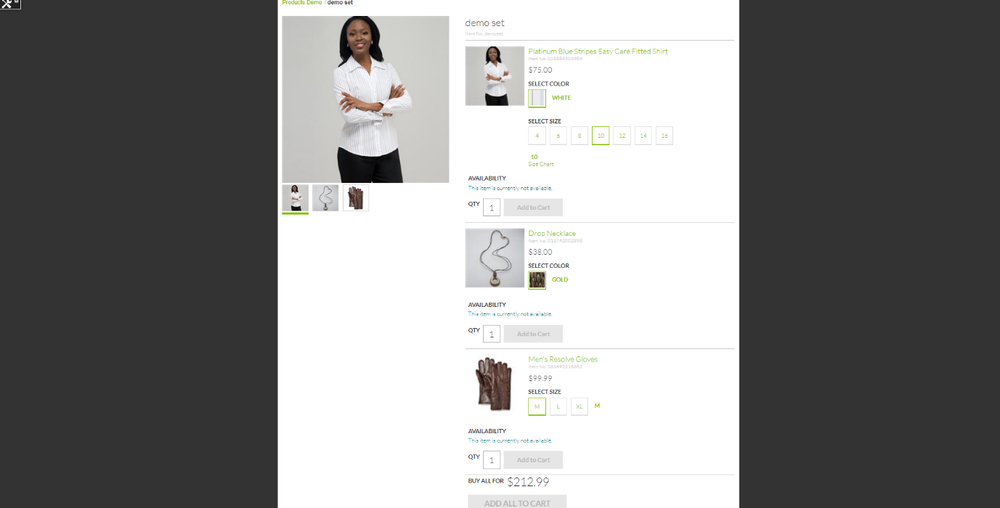 Products Demo / demo set
demo set
Item No. demoset
Platinum Blue Stripes Easy Care Fitted Shirt
Item No. 008884303989
$75.00
SELECT COLOR
WHITE
SELECT SIZE
4 6 8 10 12 14 16
10
Size Chart
AVAILABILITY
This item is currently not available.
QTY 1 Add to Cart
Drop Necklace
Item No. 013742002898
$38.00
SELECT COLOR
GOLD
AVAILABILITY
This item is currently not available.
QTY 1 Add to Cart
Men's Resolve Gloves
Item No. 061492216683
$99.99
SELECT SIZE
M L XL M
AVAILABILITY
This item is currently not available.
QTY 1 Add to Cart
BUY ALL FOR $212.99
ADD ALL TO CART